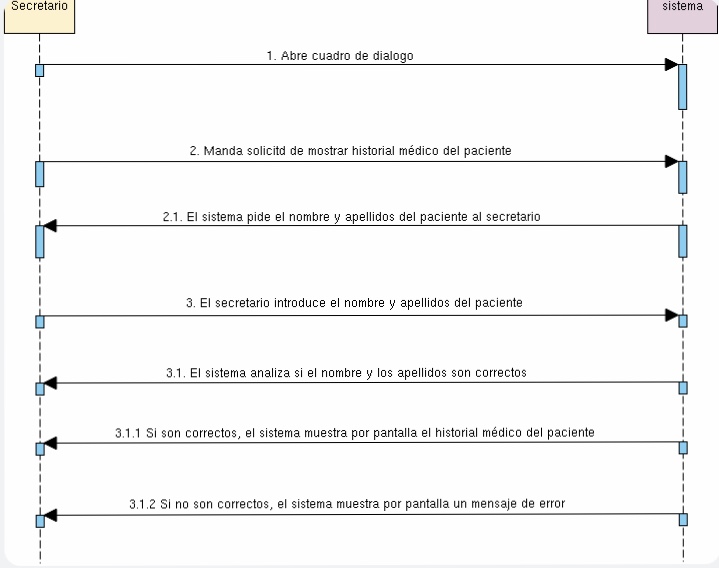 Secretario
sistema
1. Abre cuadro de dialogo
2. Manda solicitd de mostrar historial médico del paciente
2.1. El sistema pide el nombre y apellidos del paciente al secretario
3. El secretario introduce el nombre y apellidos del paciente
3.1. El sistema analiza si el nombre y los apellidos son correctos
3.1.1 Si son correctos, el sistema muestra por pantalla el historial médico del paciente
3.1.2 Si no son correctos, el sistema muestra por pantalla un mensaje de error